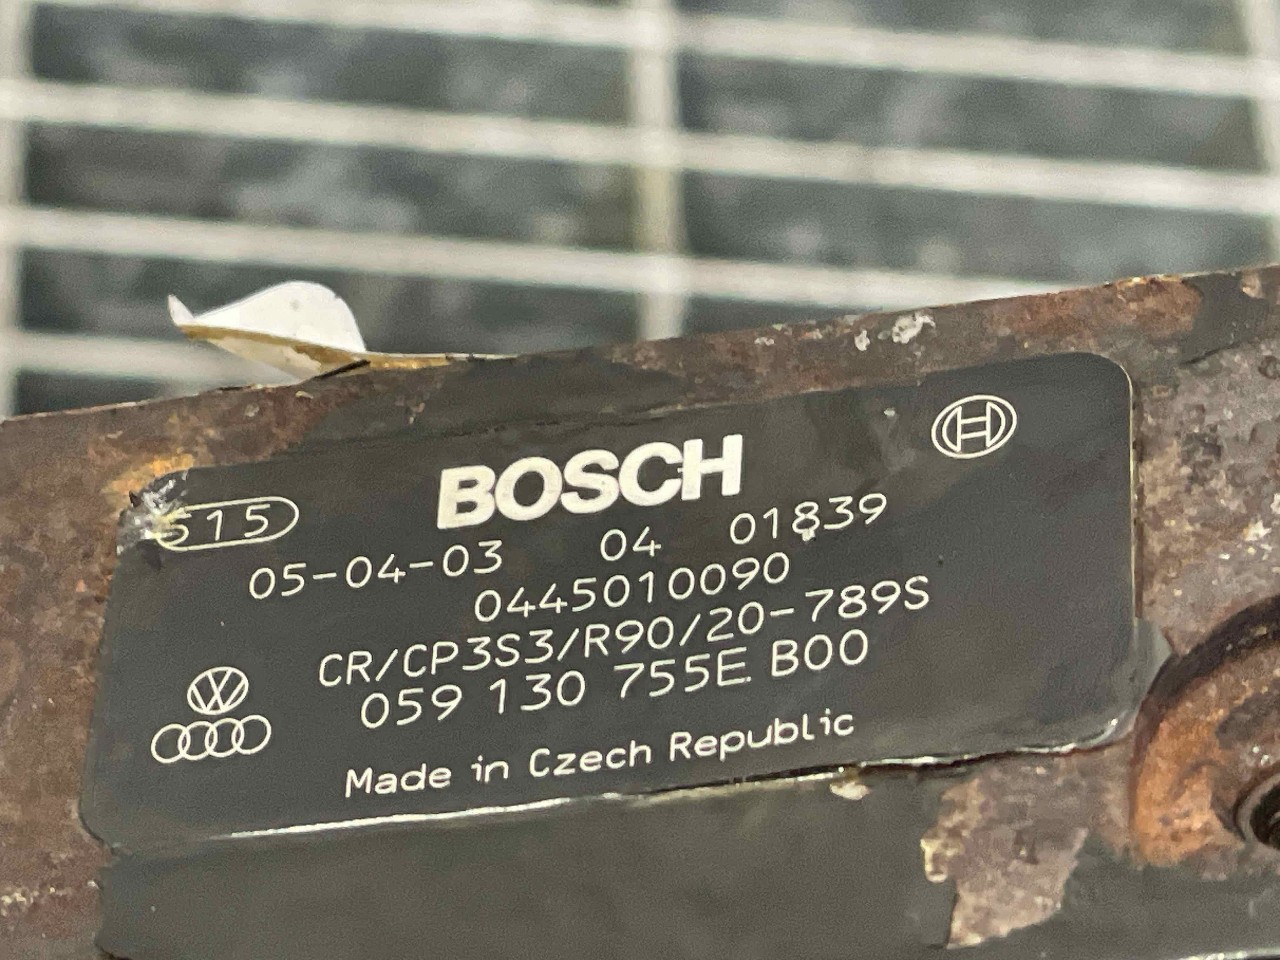 BOSCH
515
05-04-03 04 01839
0445010090
CR/CP3S3/R90/20-789S
059 130 755E B00
Made in Czech Republic